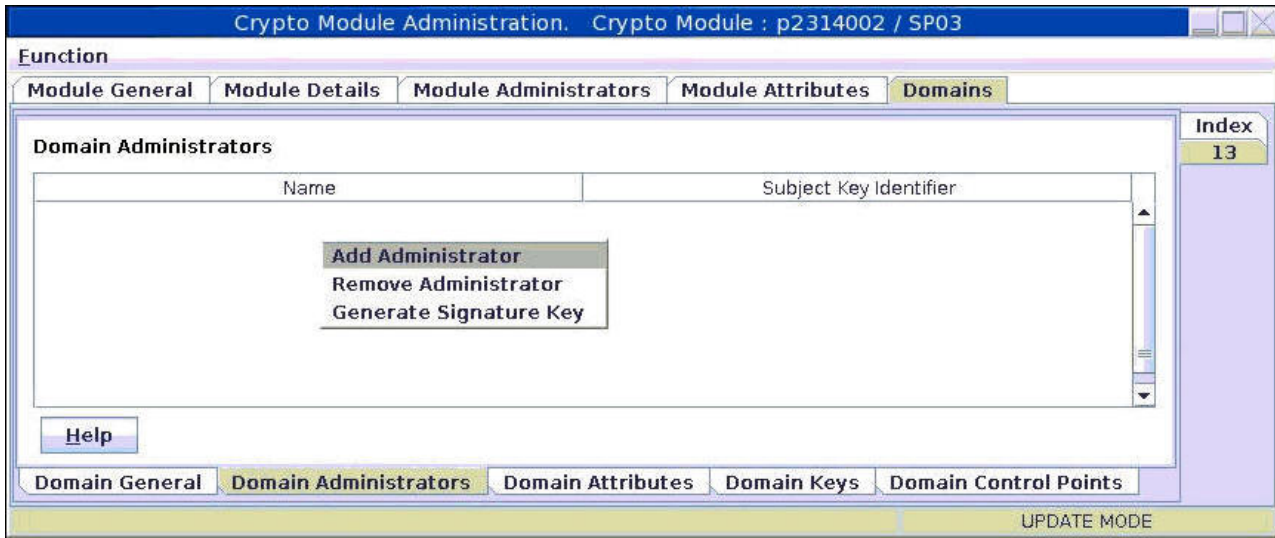 Crypto Module Administration.   Crypto Module : p2314002 / SP03
Function
Module General Module Details Module Administrators Module Attributes Domains
Index
13
Domain Administrators
Name Subject Key Identifier
Add Administrator
Remove Administrator
Generate Signature Key
Help
Domain General Domain Administrators Domain Attributes Domain Keys Domain Control Points
UPDATE MODE